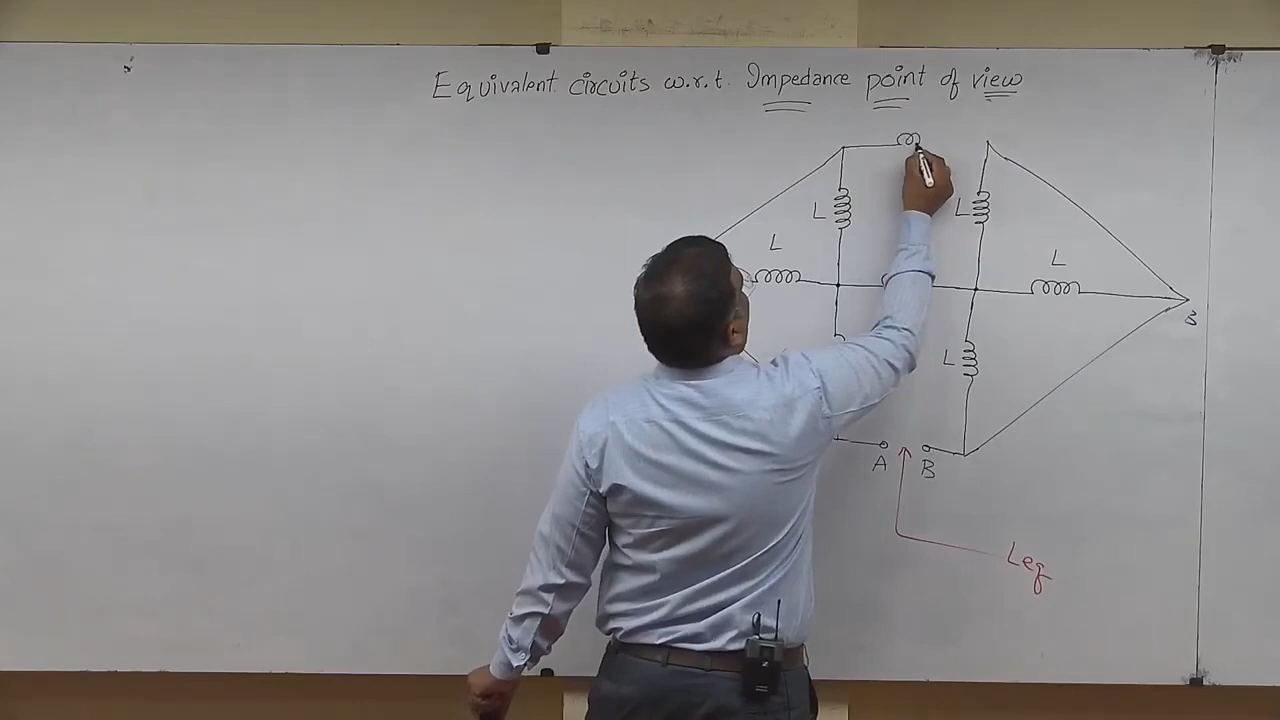 Equivalent circuits w.r.t. Impedance point of view
L
L
L
L
L
A
B
Leq